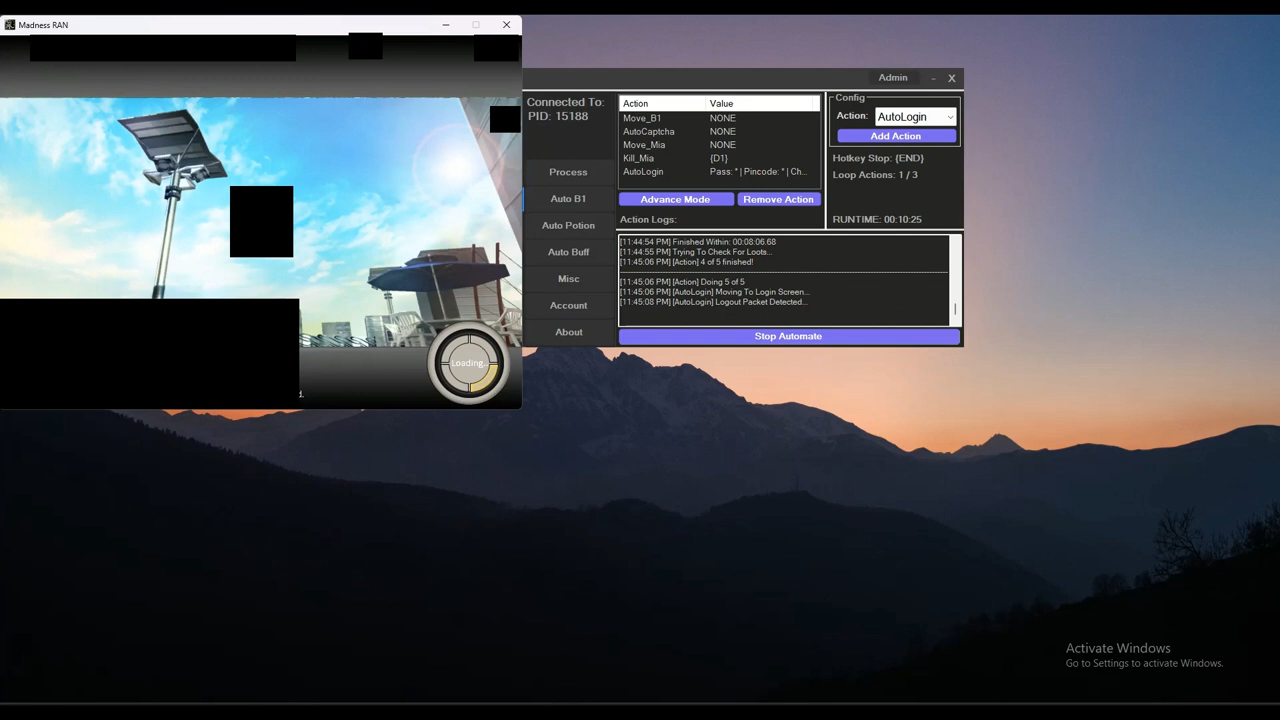 Madness RAN
Loading..
d.
Admin
X
Connected To:
PID: 15188
Process
Auto B1
Auto Potion
Auto Buff
Misc
Account
About
Action Value
Move_B1 NONE
AutoCaptcha NONE
Move_Mia NONE
Kill_Mia {D1}
AutoLogin Pass: * | Pincode: * | Ch...
Advance Mode Remove Action
Action Logs:
[11:44:54 PM] Finished Within: 00:08:06.68
[11:44:55 PM] Trying To Check For Loots...
[11:45:06 PM] [Action] 4 of 5 finished!
[11:45:06 PM] [Action] Doing 5 of 5
[11:45:06 PM] [AutoLogin] Moving To Login Screen...
[11:45:08 PM] [AutoLogin] Logout Packet Detected...
Stop Automate
Config
Action: AutoLogin
Add Action
Hotkey Stop: {END}
Loop Actions: 1 / 3
RUNTIME: 00:10:25
Activate Windows
Go to Settings to activate Windows.